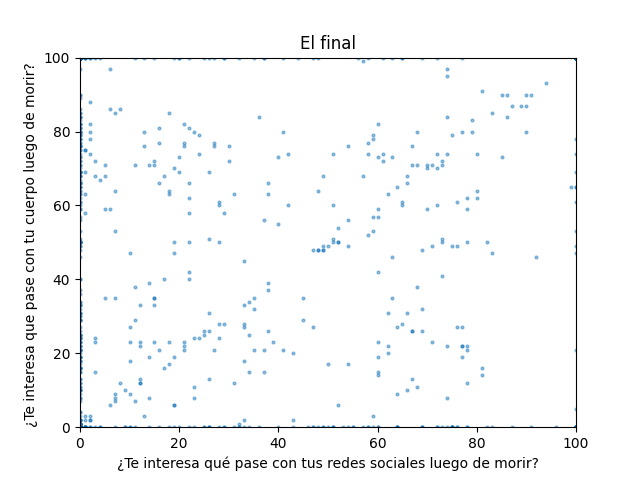 El final
100
80
60
40
20
0
¿Te interesa que pase con tu cuerpo luego de morir?
0 20 40 60 80 100
¿Te interesa qué pase con tus redes sociales luego de morir?